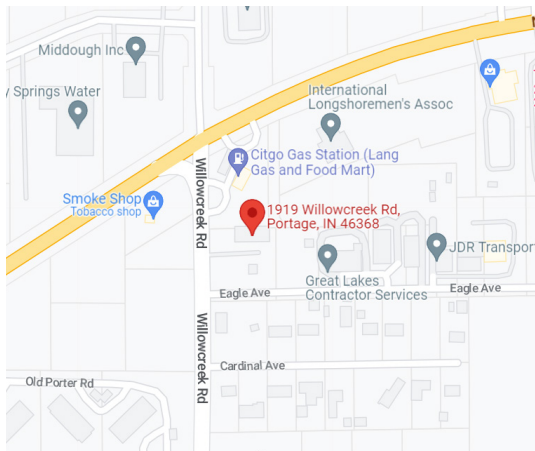 Middough Inc
y Springs Water
International
Longshoremen's Assoc
Citgo Gas Station (Lang
Gas and Food Mart)
Willowcreek Rd
Smoke Shop
Tobacco shop
1919 Willowcreek Rd,
Portage, IN 46368
JDR Transport
Great Lakes
Contractor Services
Eagle Ave
Eagle Ave
Willowcreek Rd
Cardinal Ave
Old Porter Rd